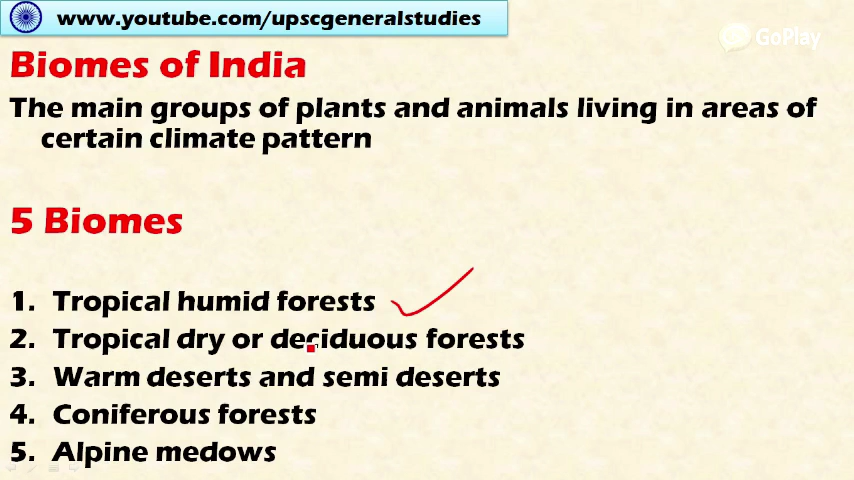 www.youtube.com/upscgeneralstudies
GoPlay
Biomes of India
The main groups of plants and animals living in areas of
certain climate pattern
5 Biomes
1. Tropical humid forests
2. Tropical dry or deciduous forests
3. Warm deserts and semi deserts
4. Coniferous forests
5. Alpine medows